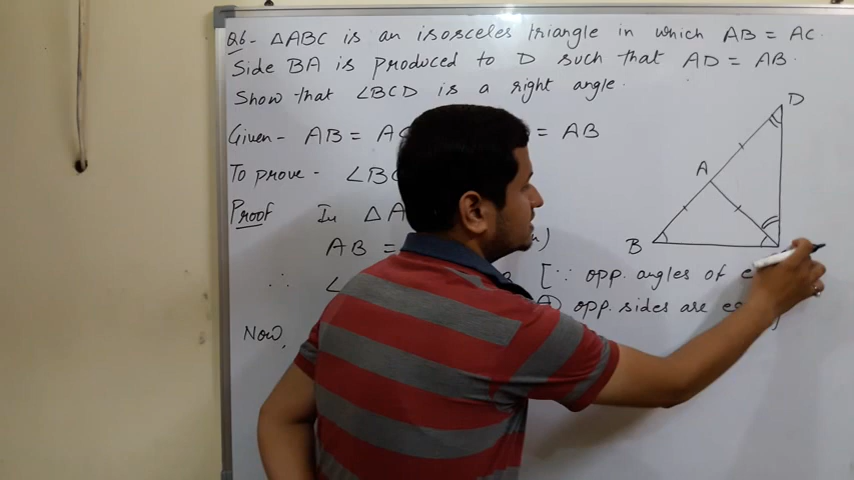 Q6- △ABC is an isosceles triangle in which AB = AC.
Side BA is produced to D such that AD = AB.
Show that ∠BCD is a right angle.
Given- AB = AC = AB
To prove - ∠BC
Proof In △A
AB =
∴ ∠ B [∵ opp. angles of
opp. sides are
Now,
D
A
B